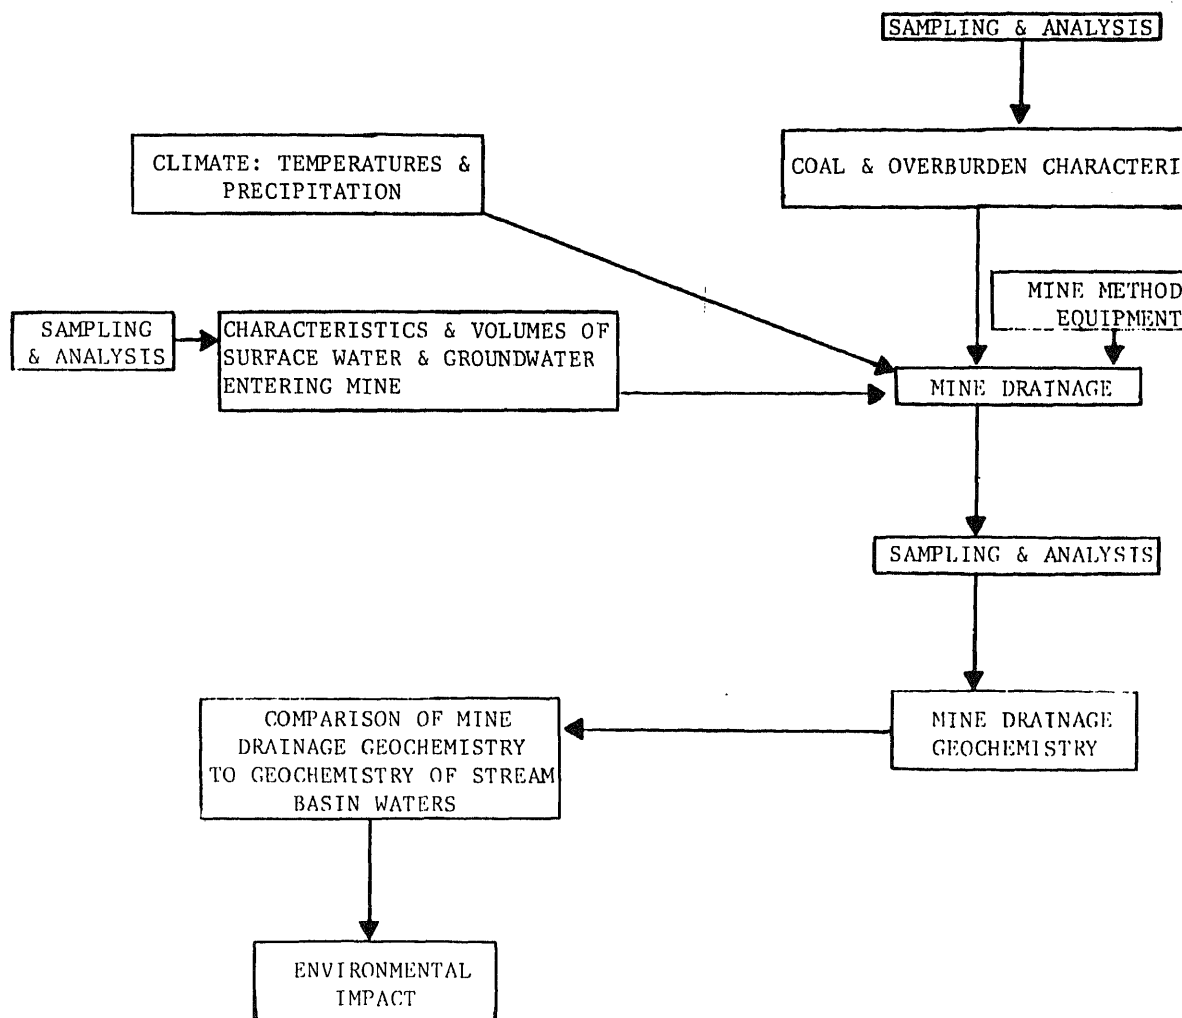 SAMPLING & ANALYSIS
CLIMATE: TEMPERATURES &
PRECIPITATION
COAL & OVERBURDEN CHARACTERI
MINE METHOD
EQUIPMENT
SAMPLING
& ANALYSIS
CHARACTERISTICS & VOLUMES OF
SURFACE WATER & GROUNDWATER
ENTERING MINE
MINE DRAINAGE
SAMPLING & ANALYSIS
MINE DRAINAGE
GEOCHEMISTRY
COMPARISON OF MINE
DRAINAGE GEOCHEMISTRY
TO GEOCHEMISTRY OF STREAM
BASIN WATERS
ENVIRONMENTAL
IMPACT